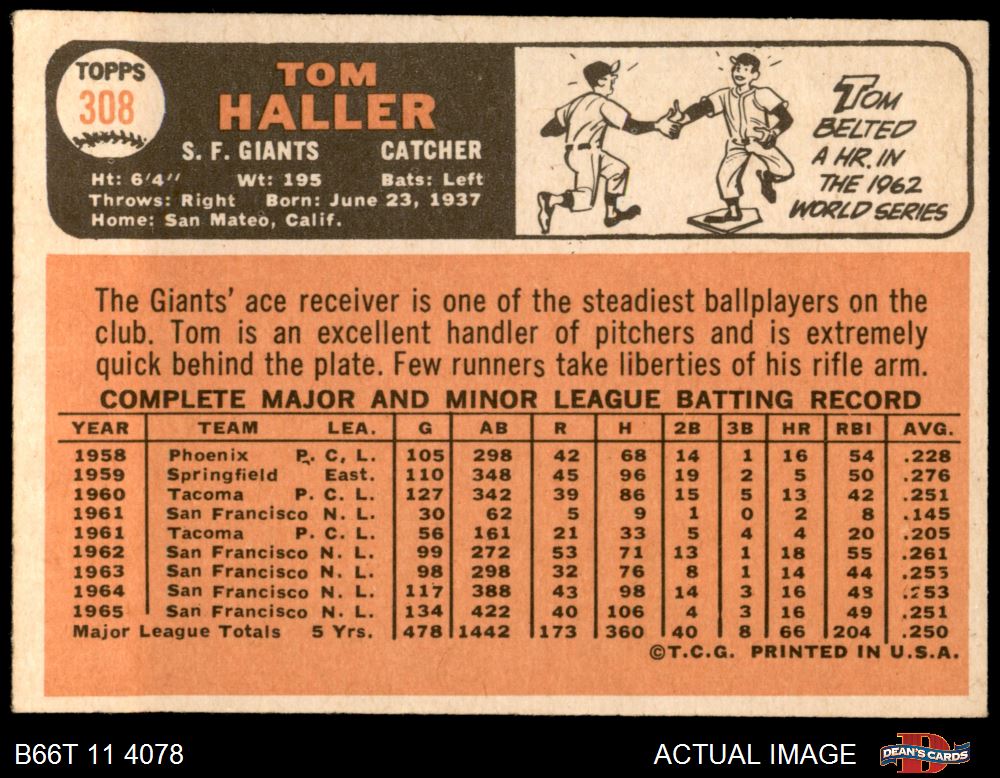 TOPPS
308
TOM
HALLER
S. F. GIANTS CATCHER
Ht: 6'4" Wt: 195 Bats: Left
Throws: Right Born: June 23, 1937
Home: San Mateo, Calif.
TOM
BELTED
A HR. IN
THE 1962
WORLD SERIES
The Giants' ace receiver is one of the steadiest ballplayers on the
club. Tom is an excellent handler of pitchers and is extremely
quick behind the plate. Few runners take liberties of his rifle arm.
COMPLETE MAJOR AND MINOR LEAGUE BATTING RECORD
YEAR TEAM LEA. G AB R H 2B 3B HR RBI AVG.
1958 Phoenix P. C, L. 105 298 42 68 14 1 16 54 .228
1959 Springfield East. 110 348 45 96 19 2 5 50 .276
1960 Tacoma P. C. L. 127 342 39 86 15 5 13 42 .251
1961 San Francisco N. L. 30 62 5 9 1 0 2 8 .145
1961 Tacoma P. C. L. 56 161 21 33 5 4 4 20 .205
1962 San Francisco N. L. 99 272 53 71 13 1 18 55 .261
1963 San Francisco N. L. 98 298 32 76 8 1 14 44 .255
1964 San Francisco N. L. 117 388 43 98 14 3 16 48 .253
1965 San Francisco N. L. 134 422 40 106 4 3 16 49 .251
Major League Totals 5 Yrs. 478 1442 173 360 40 8 66 204 .250
©T.C.G. PRINTED IN U.S.A.
B66T 11 4078 ACTUAL IMAGE DEAN'S CARDS